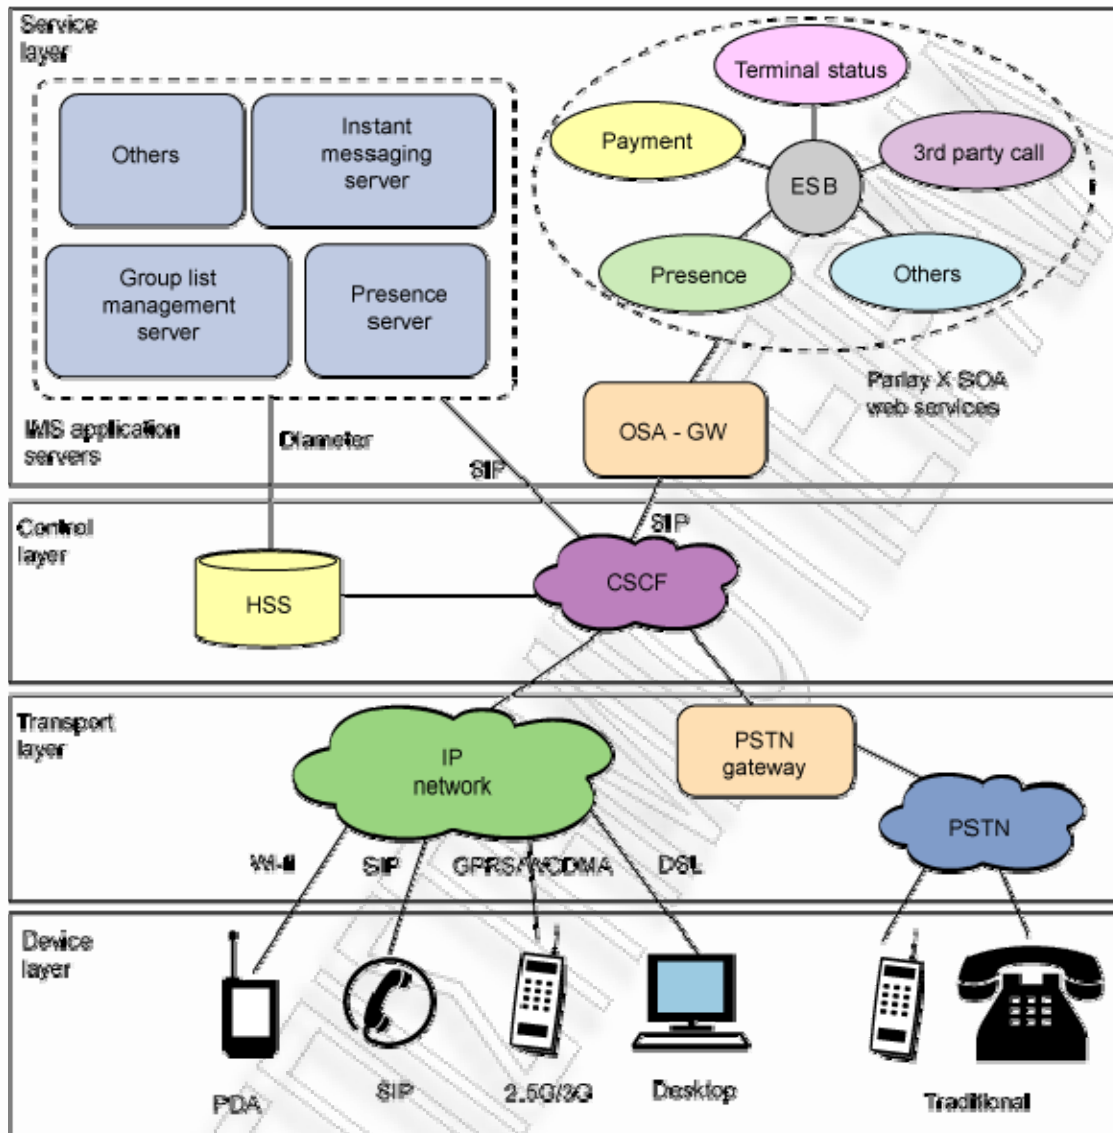 Service
layer
Others
Instant
messaging
server
Group list
management
server
Presence
server
IMS application
servers
Diameter
SIP
Terminal status
Payment
3rd party call
ESB
Presence
Others
Parlay X SOA
web services
OSA - GW
SIP
Control
layer
HSS
CSCF
Transport
layer
IP
network
PSTN
gateway
PSTN
Wi-fi
SIP
GPRS/WCDMA
DSL
Device
layer
PDA
SIP
2.5G/3G
Desktop
Traditional